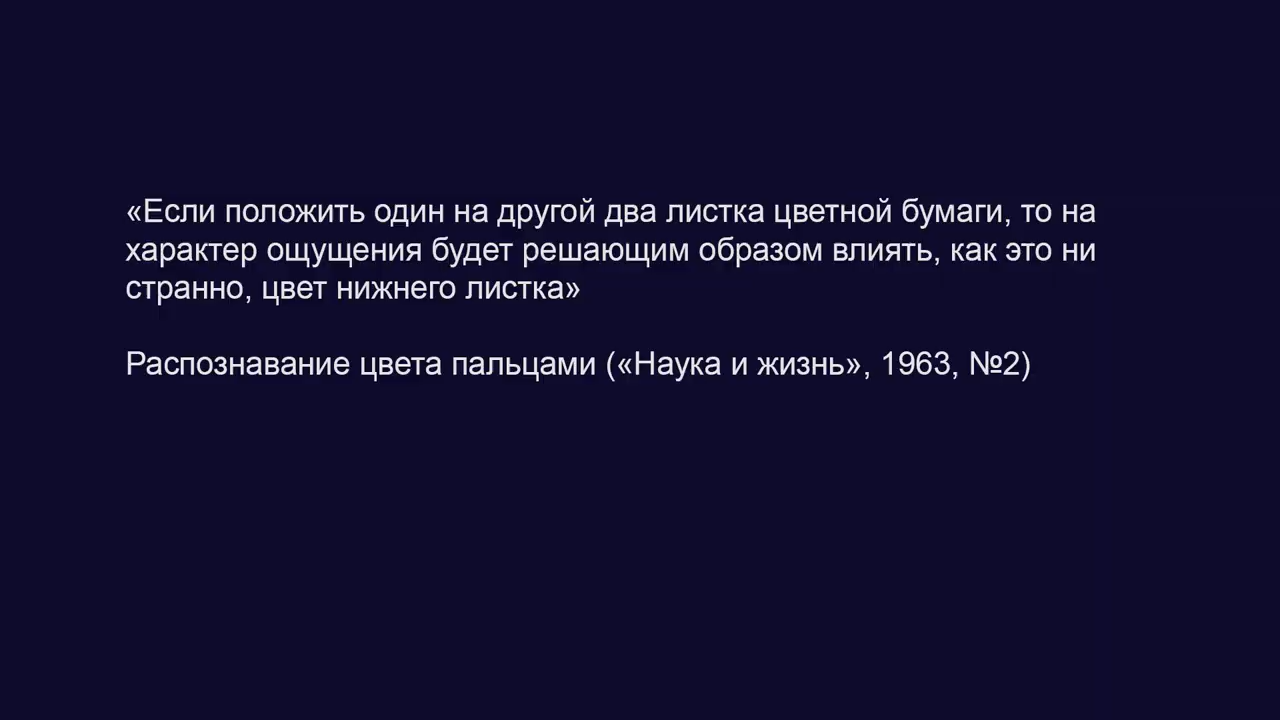 «Если положить один на другой два листка цветной бумаги, то на
характер ощущения будет решающим образом влиять, как это ни
странно, цвет нижнего листка»
Распознавание цвета пальцами («Наука и жизнь», 1963, №2)